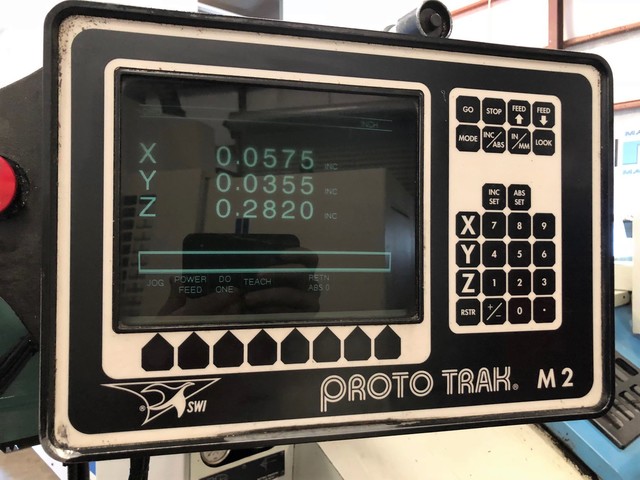 INCH
X 0.0575 INC
Y 0.0355 INC
Z 0.2820 INC
JOG POWER FEED DO ONE TEACH RETN ABS 0
GO STOP FEED FEED
MODE INC/ABS IN/MM LOOK
INC SET ABS SET
X 7 8 9
Y 4 5 6
Z 1 2 3
RSTR +/- 0 .
® SWI
PROTO TRAK® M2